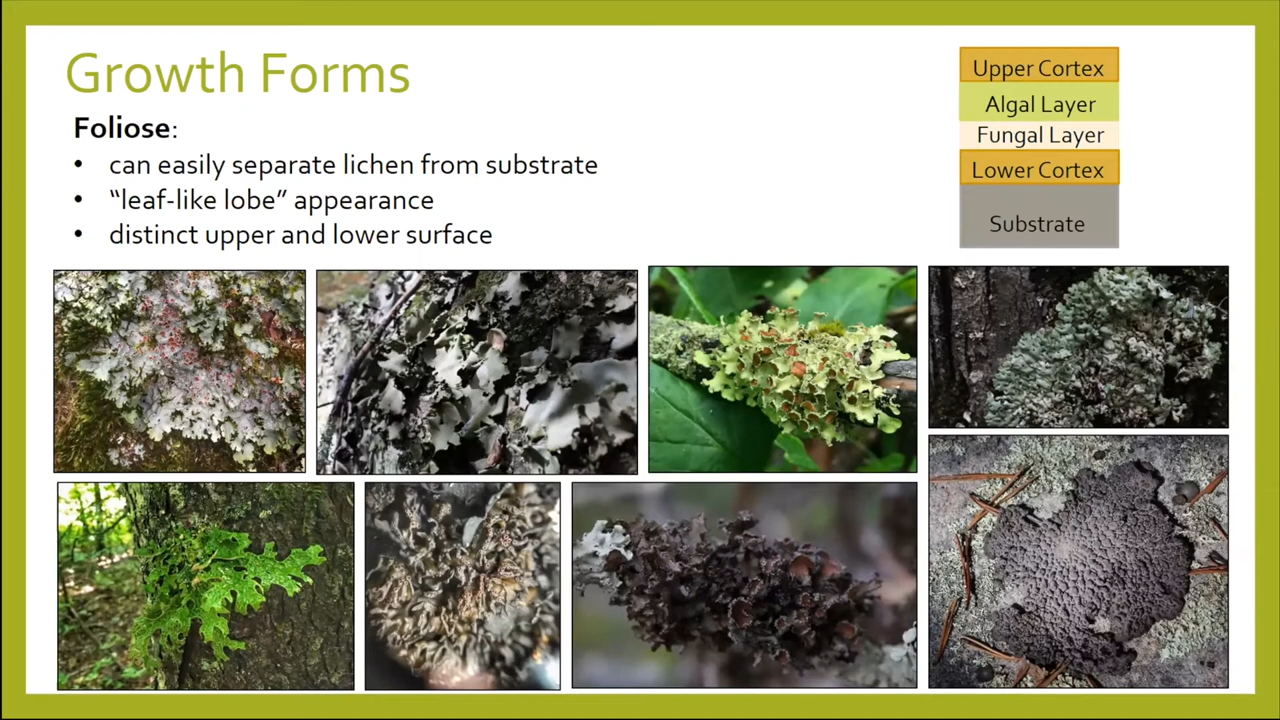 Growth Forms
Foliose:
• can easily separate lichen from substrate
• “leaf-like lobe” appearance
• distinct upper and lower surface
Upper Cortex
Algal Layer
Fungal Layer
Lower Cortex
Substrate